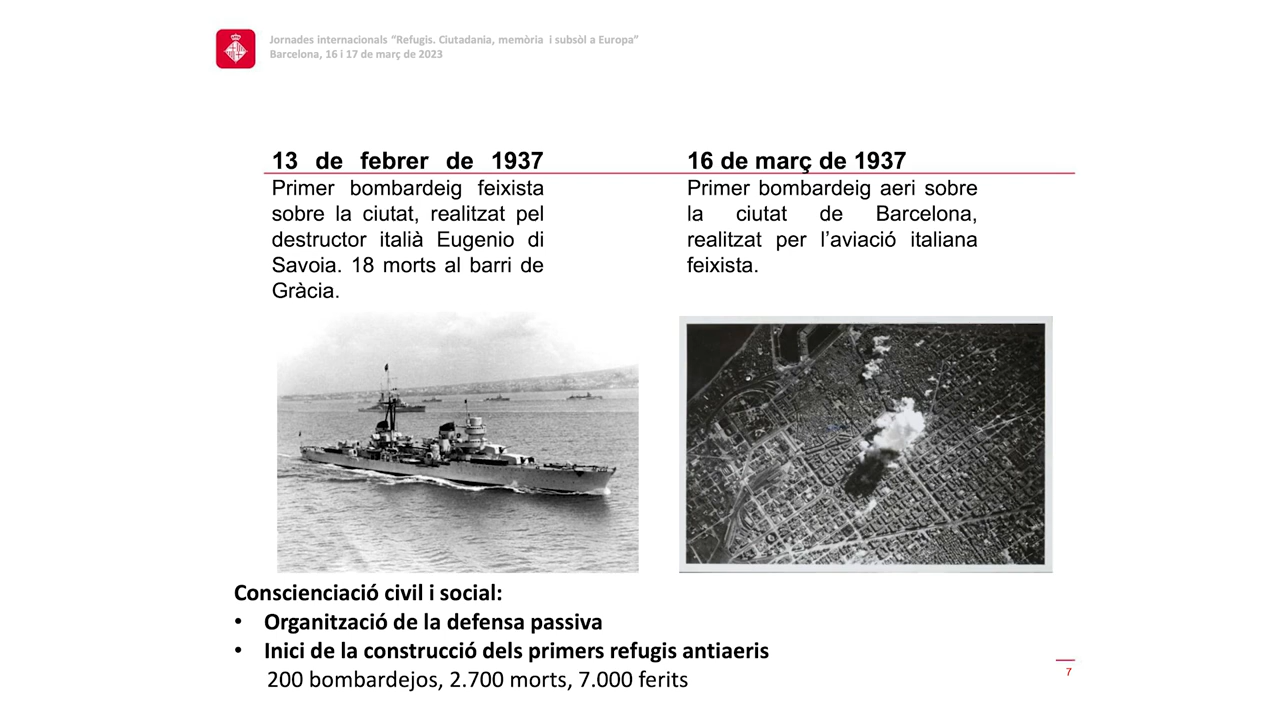 Jornades internacionals “Refugis. Ciutadania, memòria i subsòl a Europa”
Barcelona, 16 i 17 de març de 2023
13 de febrer de 1937
Primer bombardeig feixista
sobre la ciutat, realitzat pel
destructor italià Eugenio di
Savoia. 18 morts al barri de
Gràcia.
16 de març de 1937
Primer bombardeig aeri sobre
la ciutat de Barcelona,
realitzat per l’aviació italiana
feixista.
Conscienciació civil i social:
• Organització de la defensa passiva
• Inici de la construcció dels primers refugis antiaeris
200 bombardejos, 2.700 morts, 7.000 ferits
7